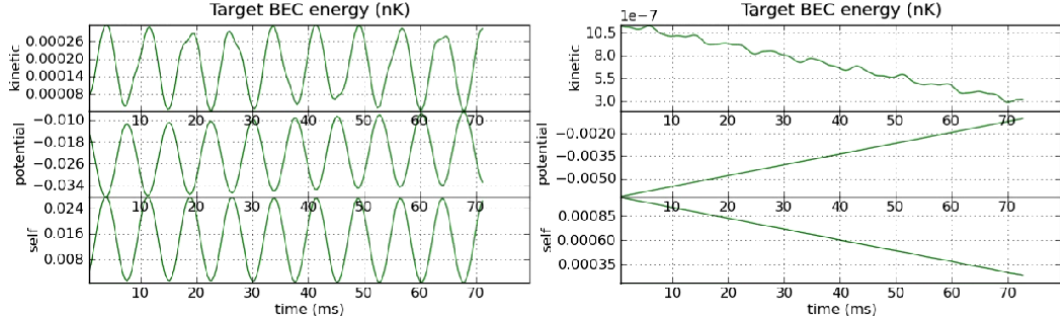 Target BEC energy (nK)
kinetic
0.00026
0.00020
0.00014
0.00008
10 20 30 40 50 60 70
potential
−0.010
−0.018
−0.026
−0.034
10 20 30 40 50 60 70
self
0.024
0.016
0.008
10 20 30 40 50 60 70
time (ms)
Target BEC energy (nK)
1e−7
kinetic
10.5
8.0
5.5
3.0
10 20 30 40 50 60 70
potential
−0.0020
−0.0035
−0.0050
10 20 30 40 50 60 70
self
0.00085
0.00060
0.00035
10 20 30 40 50 60 70
time (ms)